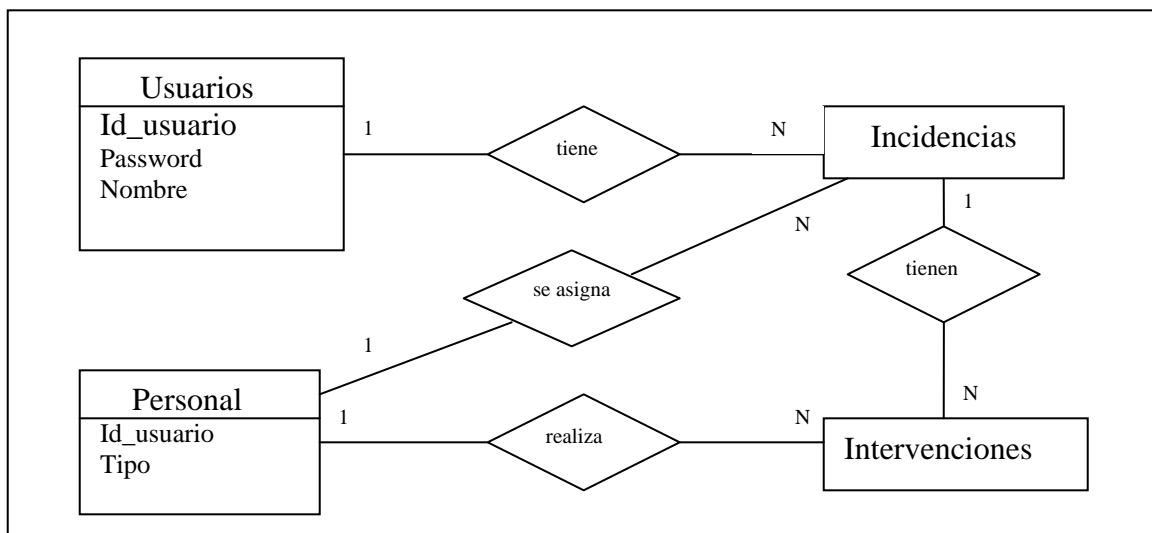 Usuarios
Id_usuario
Password
Nombre
1
tiene
N
Incidencias
1
tienen
N
se asigna
N
1
Personal
Id_usuario
Tipo
1
realiza
N
Intervenciones